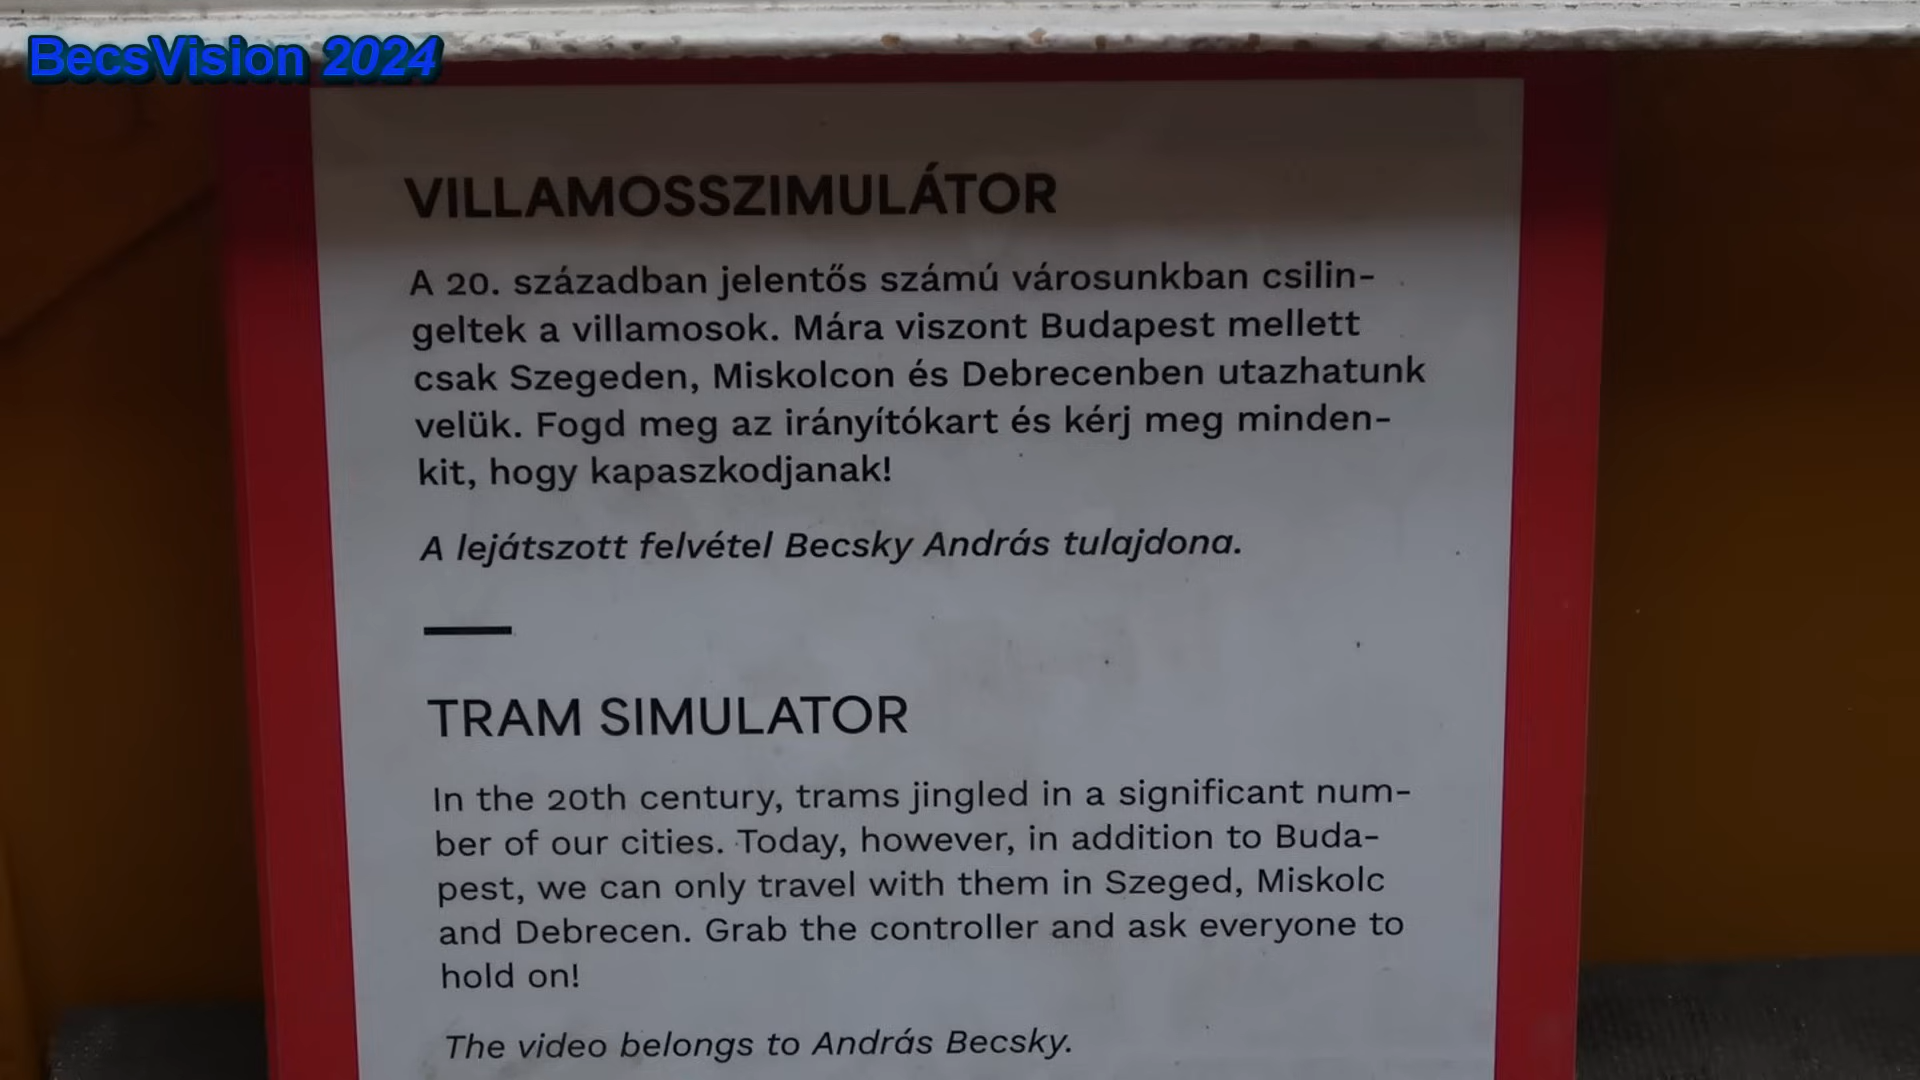 BecsVision 2024
VILLAMOSSZIMULÁTOR
A 20. században jelentős számú városunkban csilin-
geltek a villamosok. Mára viszont Budapest mellett
csak Szegeden, Miskolcon és Debrecenben utazhatunk
velük. Fogd meg az irányítókart és kérj meg minden-
kit, hogy kapaszkodjanak!
A lejátszott felvétel Becsky András tulajdona.
TRAM SIMULATOR
In the 20th century, trams jingled in a significant num-
ber of our cities. Today, however, in addition to Buda-
pest, we can only travel with them in Szeged, Miskolc
and Debrecen. Grab the controller and ask everyone to
hold on!
The video belongs to András Becsky.